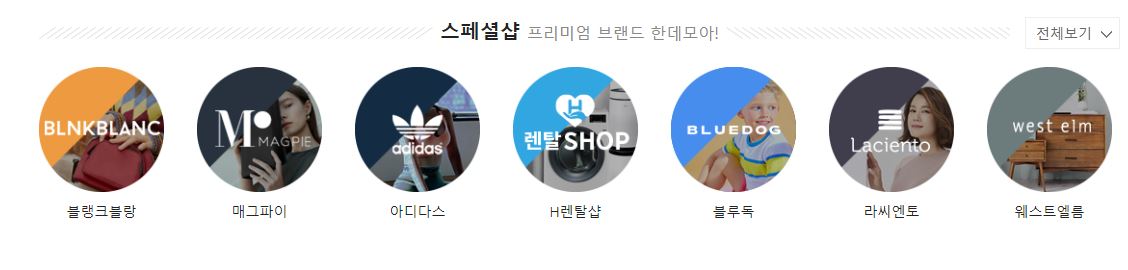 스페셜샵 프리미엄 브랜드 한데모아!
전체보기
BLNKBLANC
블랭크블랑
M
MAGPIE
매그파이
adidas
아디다스
H
렌탈SHOP
H렌탈샵
BLUEDOG
블루독
Laciento
라씨엔토
west elm
웨스트엘름